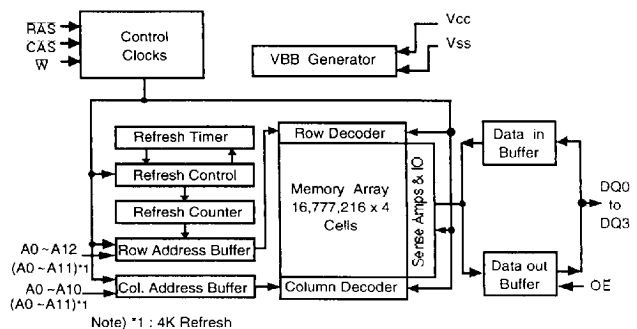 RAS
CAS
W
Control
Clocks
VBB Generator
Vcc
Vss
Refresh Timer
Refresh Control
Refresh Counter
Row Address Buffer
Col. Address Buffer
A0~A12
(A0~A11)*1
A0~A10
(A0~A11)*1
Row Decoder
Memory Array
16,777,216 x 4
Cells
Column Decoder
Sense Amps & IO
Data in
Buffer
Data out
Buffer
DQ0
to
DQ3
OE
Note) *1 : 4K Refresh